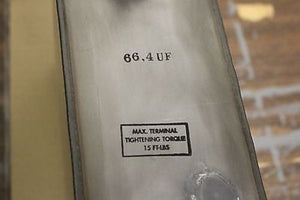 66.4UF
MAX. TERMINAL
TIGHTENING TORQUE
15 FT-LBS